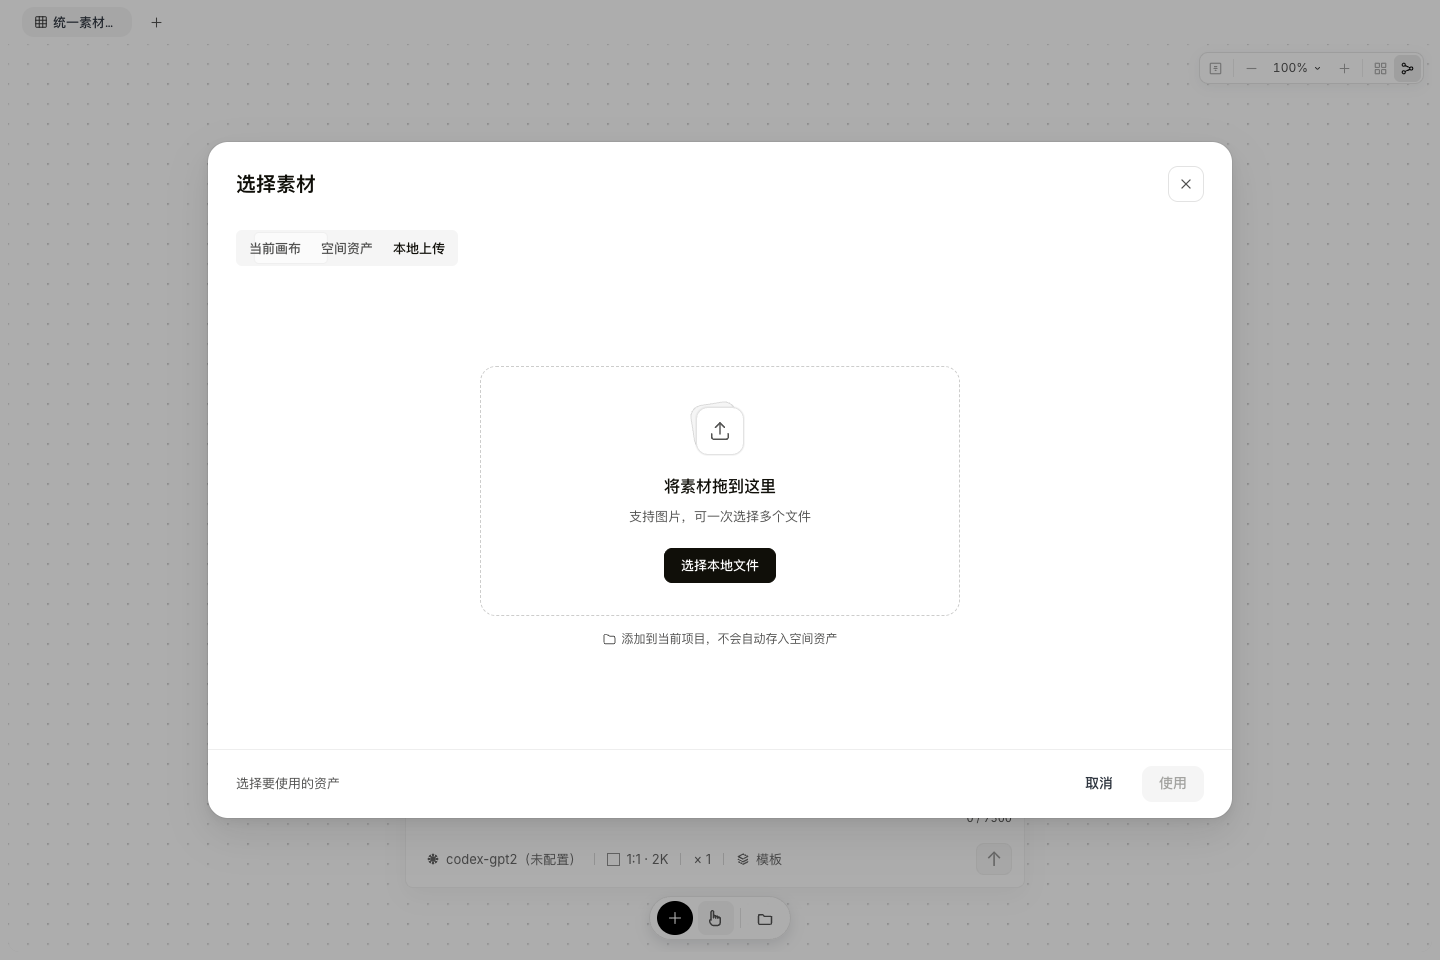 统一素材...
100%
选择素材
当前画布
空间资产
本地上传
将素材拖到这里
支持图片，可一次选择多个文件
选择本地文件
添加到当前项目，不会自动存入空间资产
选择要使用的资产
取消
使用
codex-gpt2（未配置）
1:1 · 2K
× 1
模板